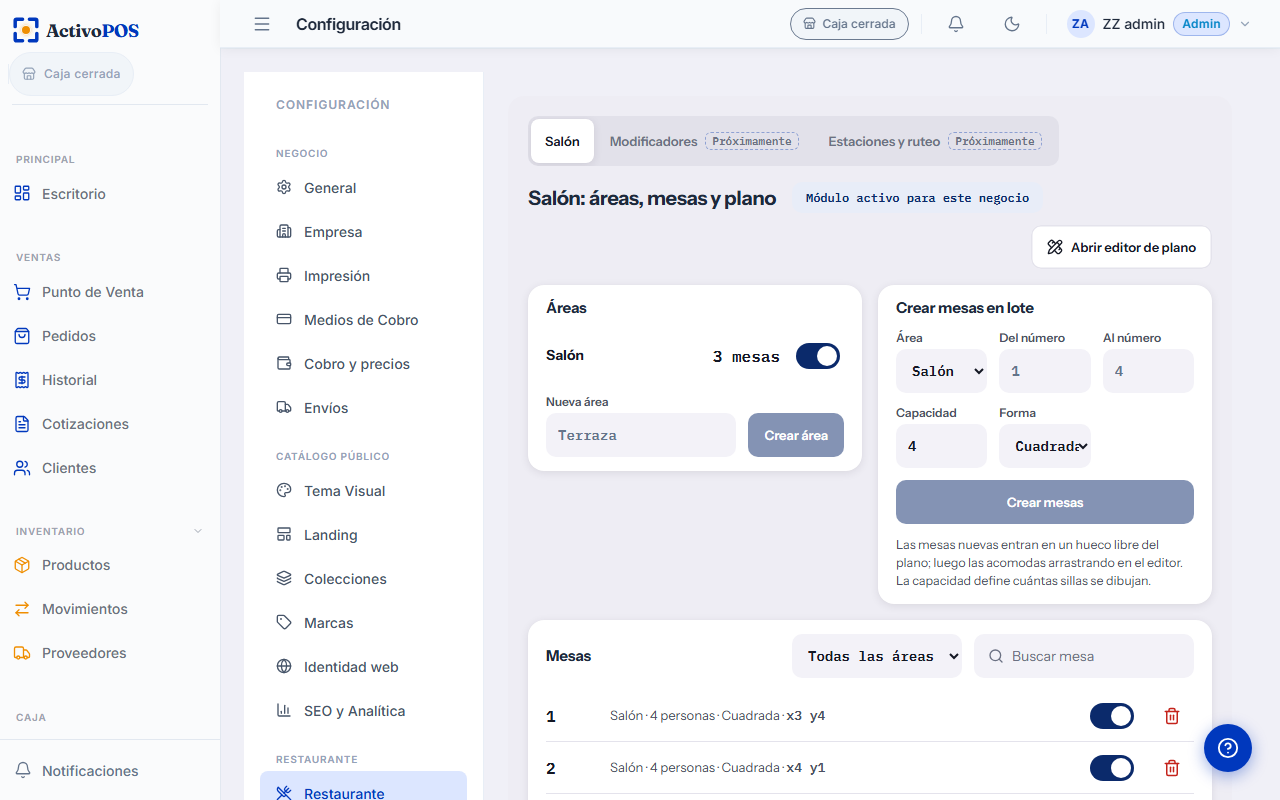 ActivoPOS
Caja cerrada
PRINCIPAL
Escritorio
VENTAS
Punto de Venta
Pedidos
Historial
Cotizaciones
Clientes
INVENTARIO
Productos
Movimientos
Proveedores
CAJA
Notificaciones
Configuración
Caja cerrada
ZA
ZZ admin
Admin
CONFIGURACIÓN
NEGOCIO
General
Empresa
Impresión
Medios de Cobro
Cobro y precios
Envíos
CATÁLOGO PÚBLICO
Tema Visual
Landing
Colecciones
Marcas
Identidad web
SEO y Analítica
RESTAURANTE
Restaurante
Salón
Modificadores Próximamente
Estaciones y ruteo Próximamente
Salón: áreas, mesas y plano
Módulo activo para este negocio
Abrir editor de plano
Áreas
Salón 3 mesas
Nueva área
Terraza
Crear área
Crear mesas en lote
Área Del número Al número
Salón 1 4
Capacidad Forma
4 Cuadrada
Crear mesas
Las mesas nuevas entran en un hueco libre del
plano; luego las acomodas arrastrando en el editor.
La capacidad define cuántas sillas se dibujan.
Mesas
Todas las áreas
Buscar mesa
1 Salón · 4 personas · Cuadrada · x3 y4
2 Salón · 4 personas · Cuadrada · x4 y1